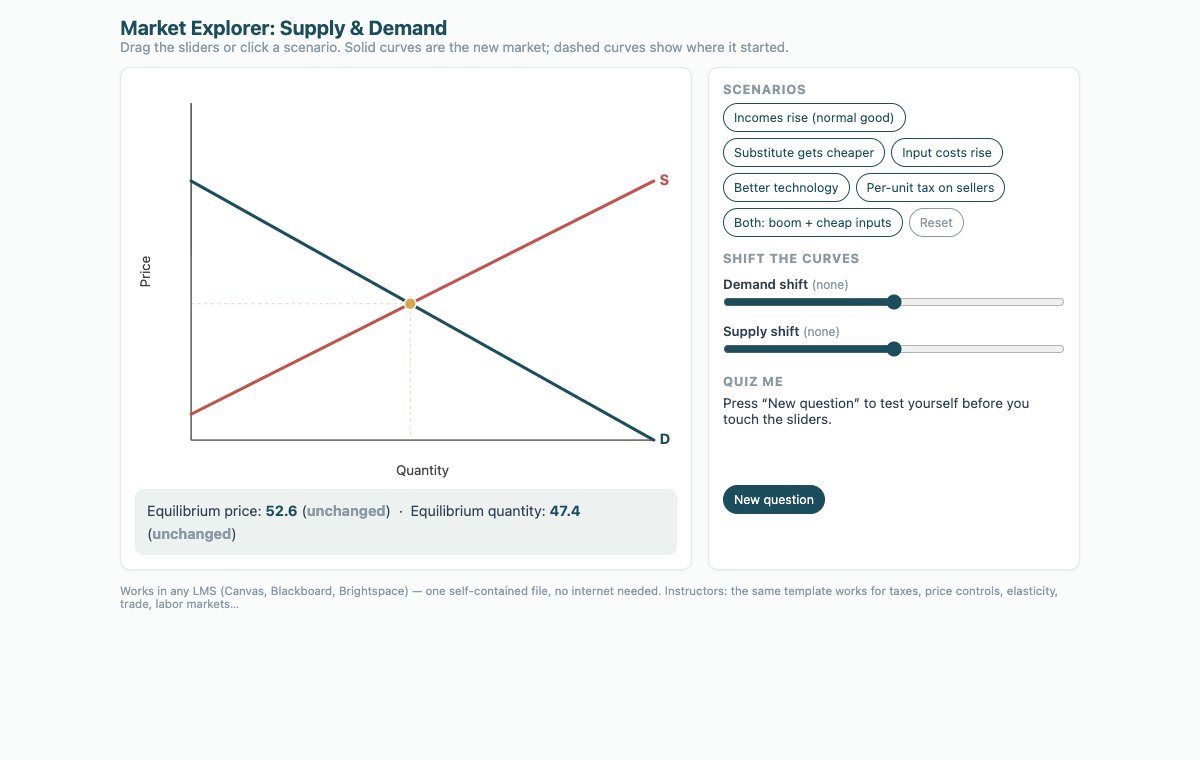 Market Explorer: Supply & Demand
Drag the sliders or click a scenario. Solid curves are the new market; dashed curves show where it started.
S
Price
D
Quantity
Equilibrium price: 52.6 (unchanged) · Equilibrium quantity: 47.4
(unchanged)
SCENARIOS
Incomes rise (normal good)
Substitute gets cheaper
Input costs rise
Better technology
Per-unit tax on sellers
Both: boom + cheap inputs
Reset
SHIFT THE CURVES
Demand shift (none)
Supply shift (none)
QUIZ ME
Press “New question” to test yourself before you
touch the sliders.
New question
Works in any LMS (Canvas, Blackboard, Brightspace) — one self-contained file, no internet needed. Instructors: the same template works for taxes, price controls, elasticity,
trade, labor markets…